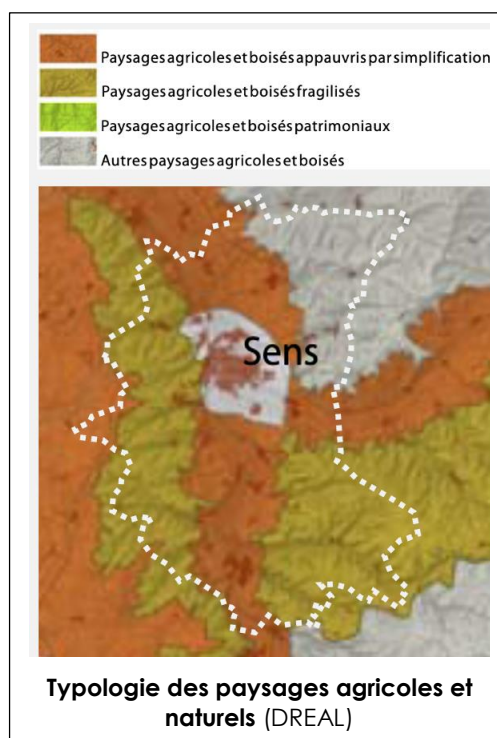 Paysages agricoles et boisés appauvris par simplification
Paysages agricoles et boisés fragilisés
Paysages agricoles et boisés patrimoniaux
Autres paysages agricoles et boisés
Sens
Typologie des paysages agricoles et
naturels (DREAL)